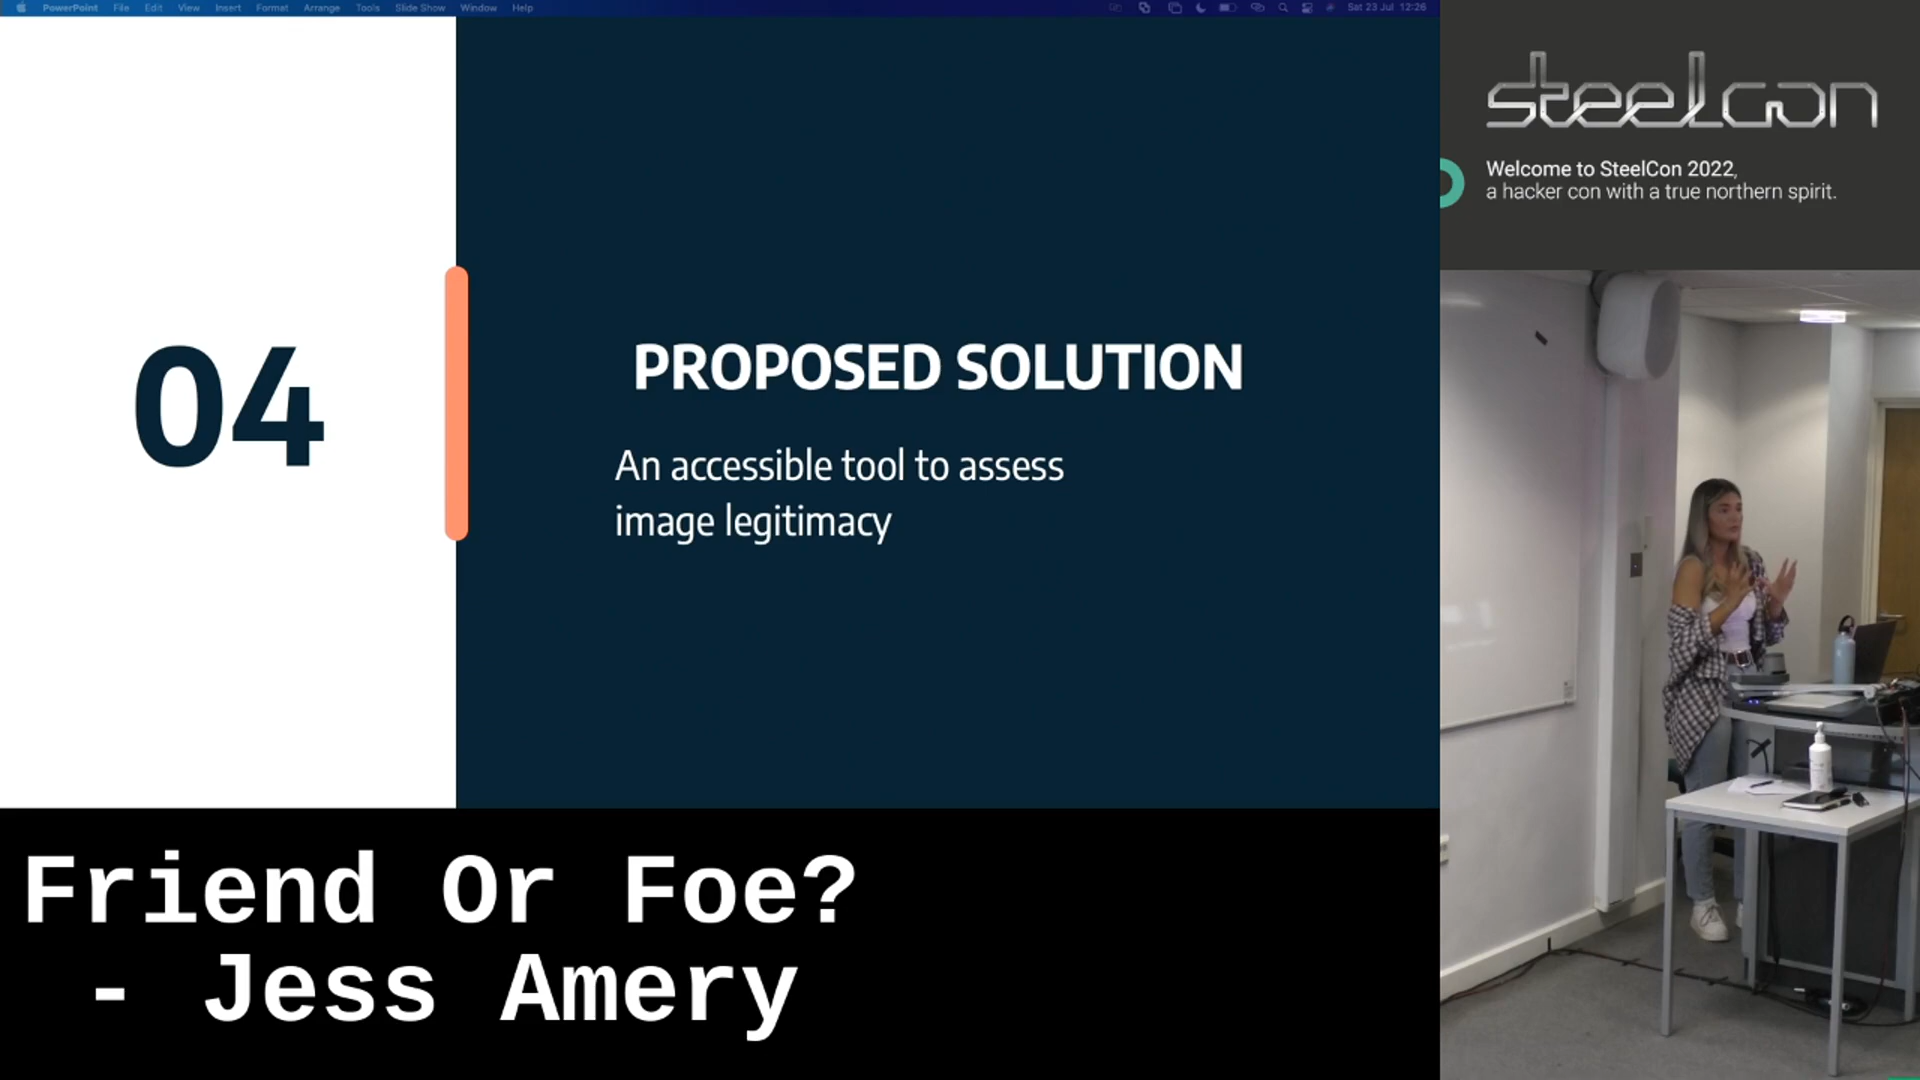 PowerPoint File Edit View Insert Format Arrange Tools Slide Show Window Help
Sat 23 Jul 12:26
steelcon
Welcome to SteelCon 2022,
a hacker con with a true northern spirit.
04
PROPOSED SOLUTION
An accessible tool to assess
image legitimacy
Friend Or Foe?
- Jess Amery